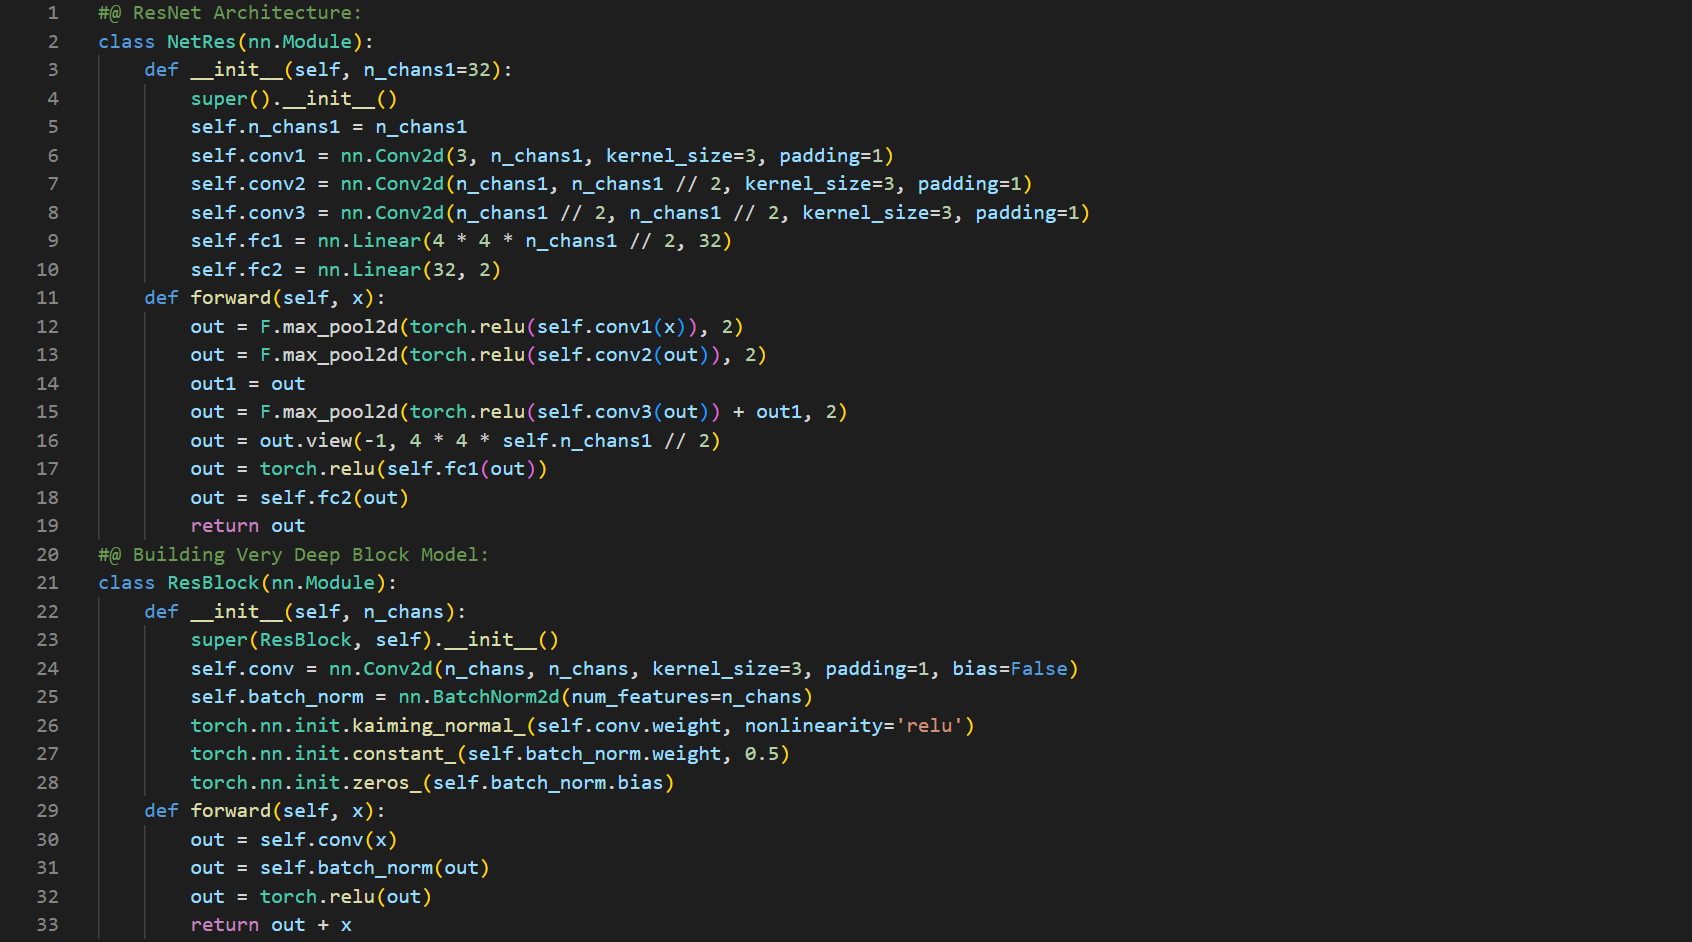 1 #@ ResNet Architecture:
2 class NetRes(nn.Module):
3     def __init__(self, n_chans1=32):
4         super().__init__()
5         self.n_chans1 = n_chans1
6         self.conv1 = nn.Conv2d(3, n_chans1, kernel_size=3, padding=1)
7         self.conv2 = nn.Conv2d(n_chans1, n_chans1 // 2, kernel_size=3, padding=1)
8         self.conv3 = nn.Conv2d(n_chans1 // 2, n_chans1 // 2, kernel_size=3, padding=1)
9         self.fc1 = nn.Linear(4 * 4 * n_chans1 // 2, 32)
10         self.fc2 = nn.Linear(32, 2)
11     def forward(self, x):
12         out = F.max_pool2d(torch.relu(self.conv1(x)), 2)
13         out = F.max_pool2d(torch.relu(self.conv2(out)), 2)
14         out1 = out
15         out = F.max_pool2d(torch.relu(self.conv3(out)) + out1, 2)
16         out = out.view(-1, 4 * 4 * self.n_chans1 // 2)
17         out = torch.relu(self.fc1(out))
18         out = self.fc2(out)
19         return out
20 #@ Building Very Deep Block Model:
21 class ResBlock(nn.Module):
22     def __init__(self, n_chans):
23         super(ResBlock, self).__init__()
24         self.conv = nn.Conv2d(n_chans, n_chans, kernel_size=3, padding=1, bias=False)
25         self.batch_norm = nn.BatchNorm2d(num_features=n_chans)
26         torch.nn.init.kaiming_normal_(self.conv.weight, nonlinearity='relu')
27         torch.nn.init.constant_(self.batch_norm.weight, 0.5)
28         torch.nn.init.zeros_(self.batch_norm.bias)
29     def forward(self, x):
30         out = self.conv(x)
31         out = self.batch_norm(out)
32         out = torch.relu(out)
33         return out + x